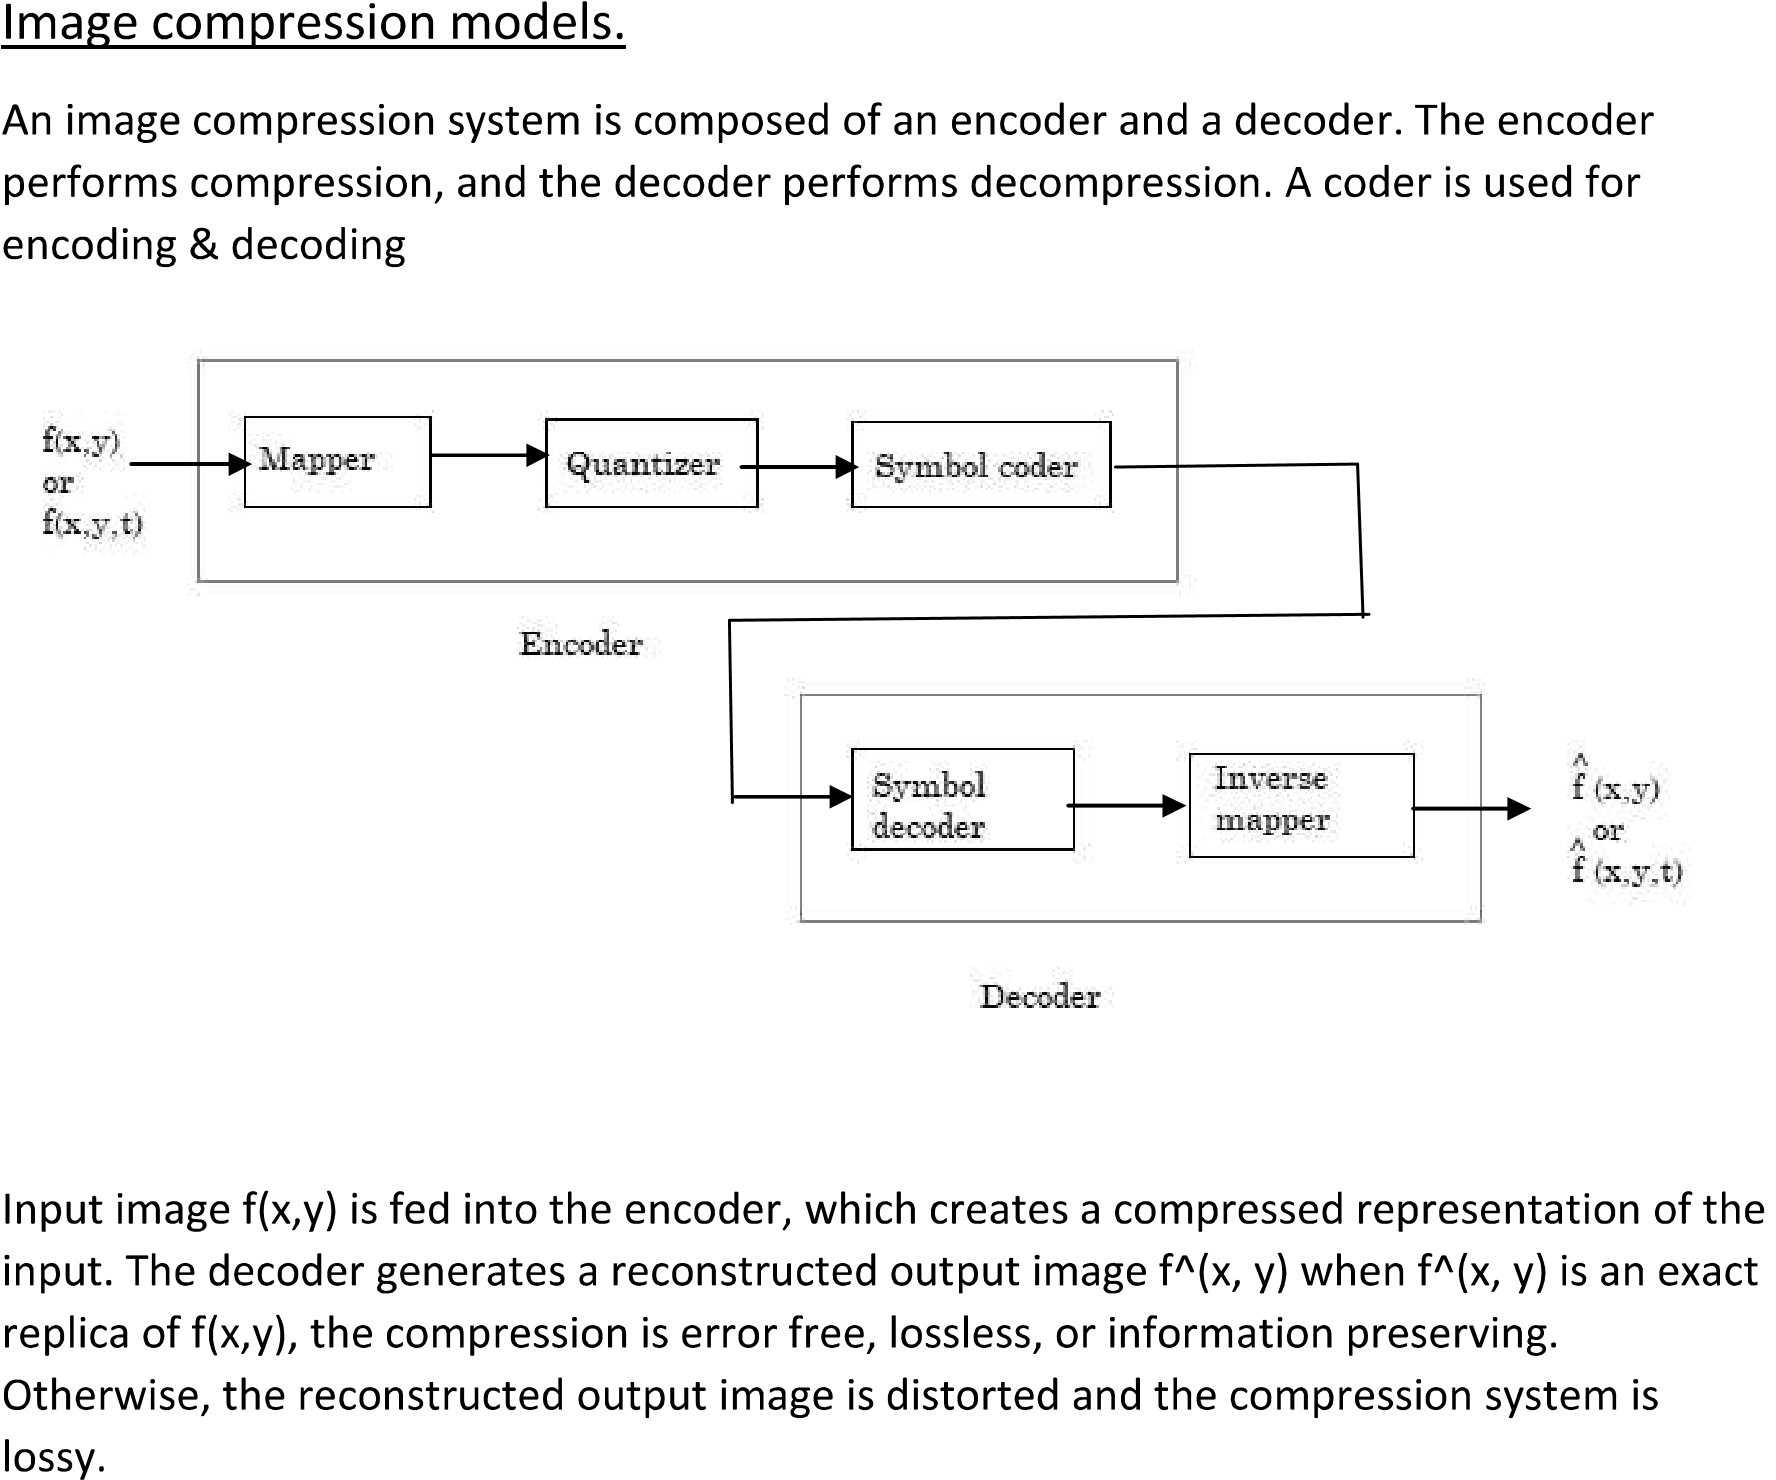 Image compression models.
An image compression system is composed of an encoder and a decoder. The encoder
performs compression, and the decoder performs decompression. A coder is used for
encoding & decoding
f(x,y)
or
f(x,y,t)
Mapper
Quantizer
Symbol coder
Encoder
Symbol
decoder
Inverse
mapper
f̂ (x,y)
or
f̂ (x,y,t)
Decoder
Input image f(x,y) is fed into the encoder, which creates a compressed representation of the
input. The decoder generates a reconstructed output image f^(x, y) when f^(x, y) is an exact
replica of f(x,y), the compression is error free, lossless, or information preserving.
Otherwise, the reconstructed output image is distorted and the compression system is
lossy.